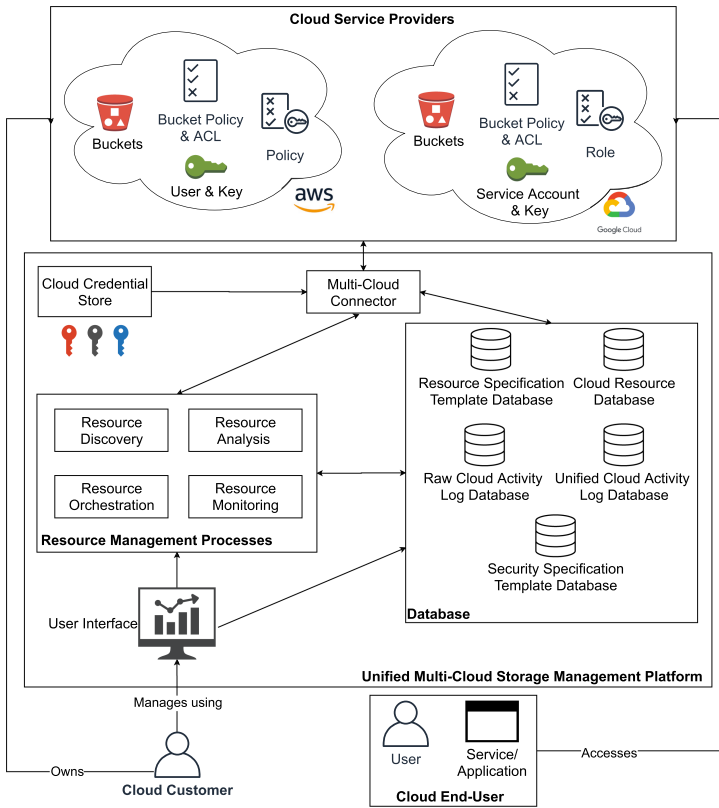 Cloud Service Providers
Buckets
Bucket Policy
& ACL
Policy
User & Key
aws
Buckets
Bucket Policy
& ACL
Role
Service Account
& Key
Google Cloud
Cloud Credential
Store
Multi-Cloud
Connector
Resource Specification
Template Database
Cloud Resource
Database
Raw Cloud Activity
Log Database
Unified Cloud Activity
Log Database
Security Specification
Template Database
Database
Resource
Discovery
Resource
Analysis
Resource
Orchestration
Resource
Monitoring
Resource Management Processes
User Interface
Unified Multi-Cloud Storage Management Platform
Manages using
Owns
Cloud Customer
User
Service/
Application
Cloud End-User
Accesses